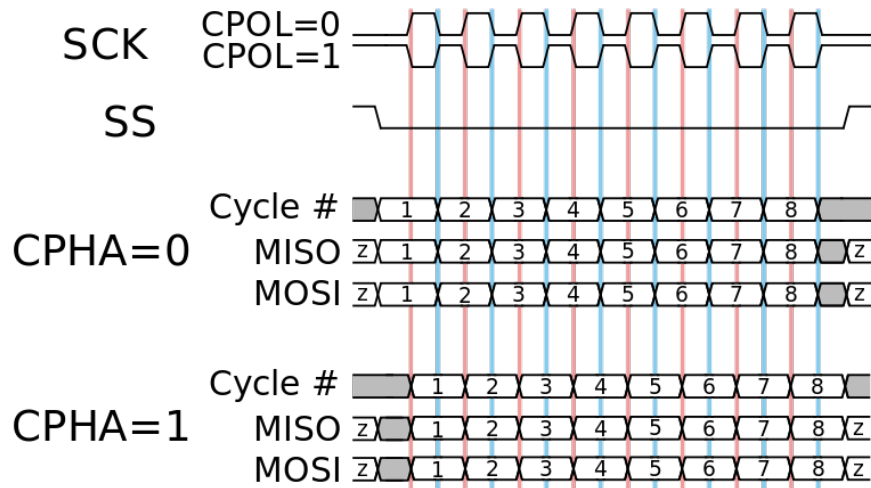 SCK CPOL=0
CPOL=1
SS
Cycle # 1 2 3 4 5 6 7 8
CPHA=0 MISO z 1 2 3 4 5 6 7 8 z
MOSI z 1 2 3 4 5 6 7 8 z
Cycle # 1 2 3 4 5 6 7 8
CPHA=1 MISO z 1 2 3 4 5 6 7 8 z
MOSI z 1 2 3 4 5 6 7 8 z